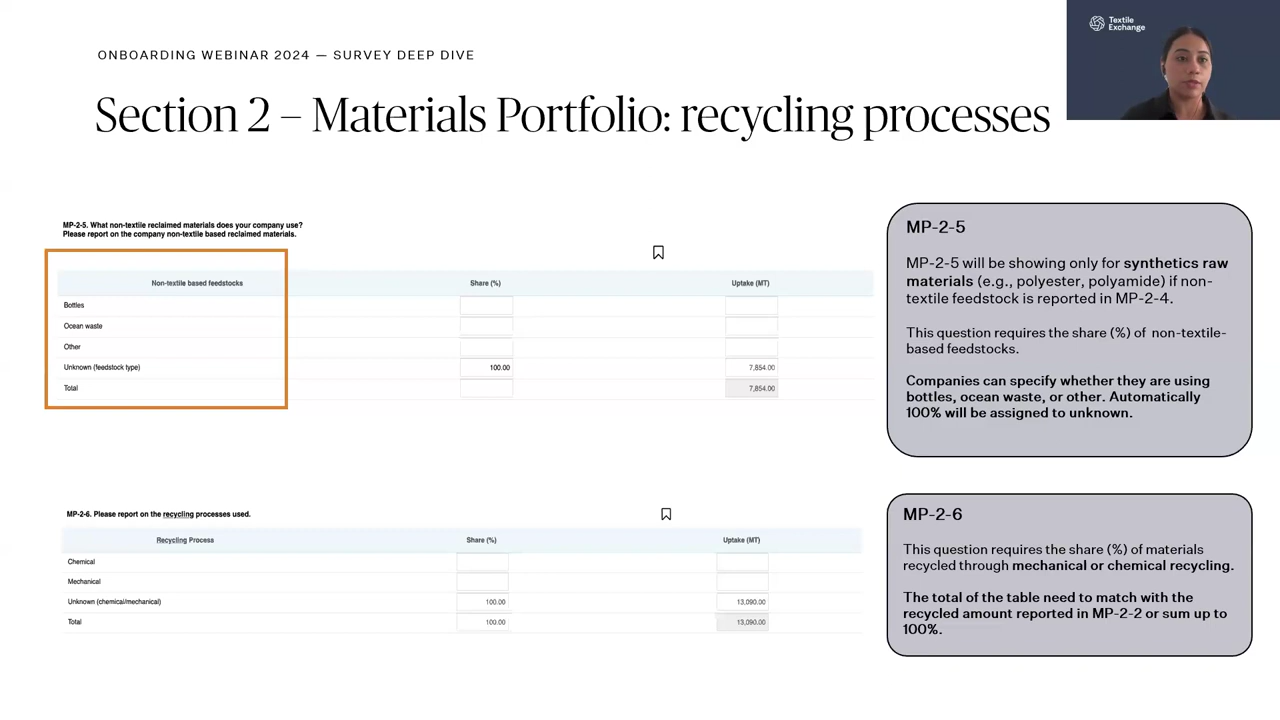 ONBOARDING WEBINAR 2024 — SURVEY DEEP DIVE
Textile
Exchange
Section 2 – Materials Portfolio: recycling processes
MP-2-5. What non-textile reclaimed materials does your company use?
Please report on the company non-textile based reclaimed materials.
Non-textile based feedstocks Share (%) Uptake (MT)
Bottles
Ocean waste
Other
Unknown (feedstock type) 100.00 7,854.00
Total 7,854.00
MP-2-5
MP-2-5 will be showing only for synthetics raw
materials (e.g., polyester, polyamide) if non-
textile feedstock is reported in MP-2-4.
This question requires the share (%) of non-textile-
based feedstocks.
Companies can specify whether they are using
bottles, ocean waste, or other. Automatically
100% will be assigned to unknown.
MP-2-6. Please report on the recycling processes used.
Recycling Process Share (%) Uptake (MT)
Chemical
Mechanical
Unknown (chemical/mechanical) 100.00 13,090.00
Total 100.00 13,090.00
MP-2-6
This question requires the share (%) of materials
recycled through mechanical or chemical recycling.
The total of the table need to match with the
recycled amount reported in MP-2-2 or sum up to
100%.